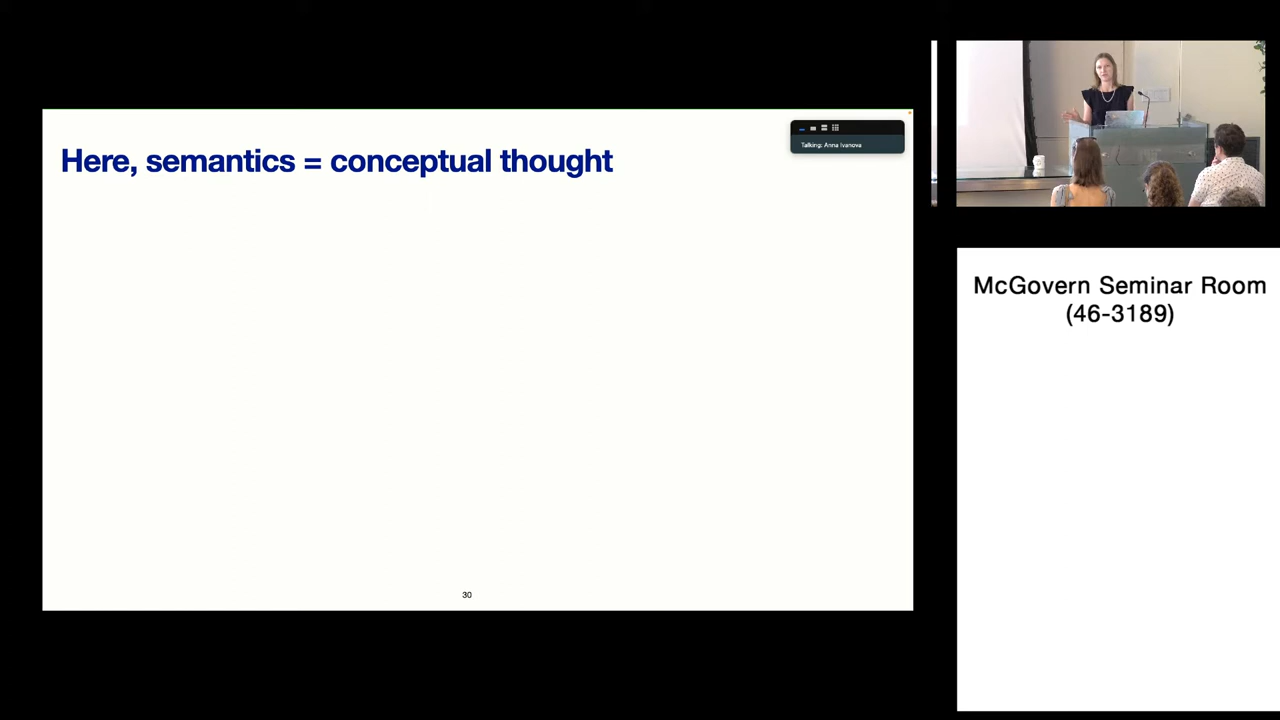 Here, semantics = conceptual thought
Talking: Anna Ivanova
30
McGovern Seminar Room
(46-3189)